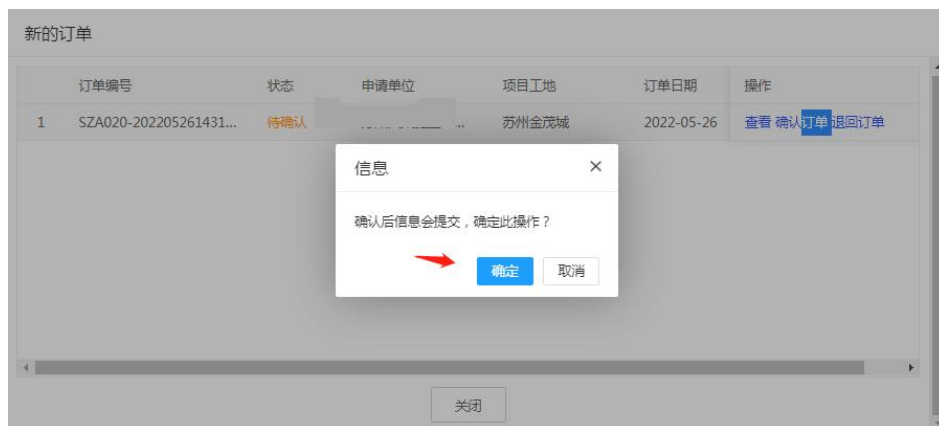 新的订单
订单编号 状态 申请单位 项目工地 订单日期 操作
1 SZA020-202205261431... 待确认 苏州金茂城 2022-05-26 查看 确认订单 退回订单
信息
确认后信息会提交，确定此操作？
确定 取消
关闭